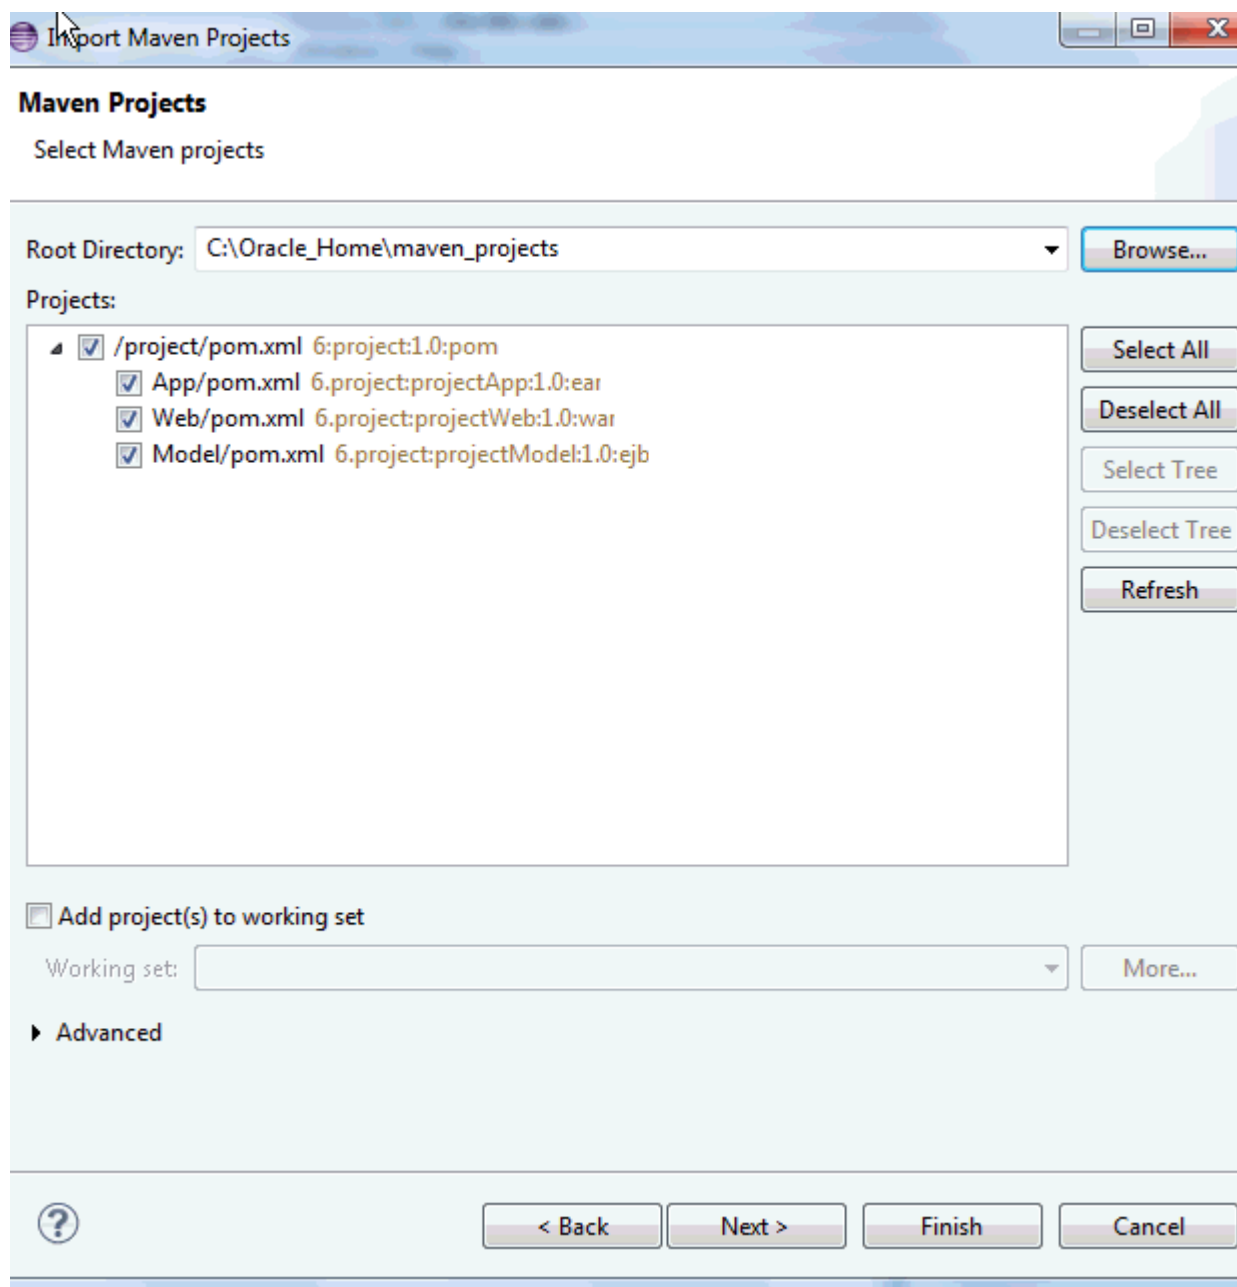 Import Maven Projects
Maven Projects
Select Maven projects
Root Directory: C:\Oracle_Home\maven_projects Browse...
Projects:
/project/pom.xml 6:project:1.0:pom
App/pom.xml 6.project:projectApp:1.0:ear
Web/pom.xml 6.project:projectWeb:1.0:war
Model/pom.xml 6.project:projectModel:1.0:ejb
Select All
Deselect All
Select Tree
Deselect Tree
Refresh
Add project(s) to working set
Working set: More...
Advanced
? < Back Next > Finish Cancel